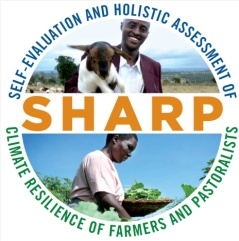 SELF-EVALUATION AND HOLISTIC ASSESSMENT OF
SHARP
CLIMATE RESILIENCE OF FARMERS AND PASTORALISTS